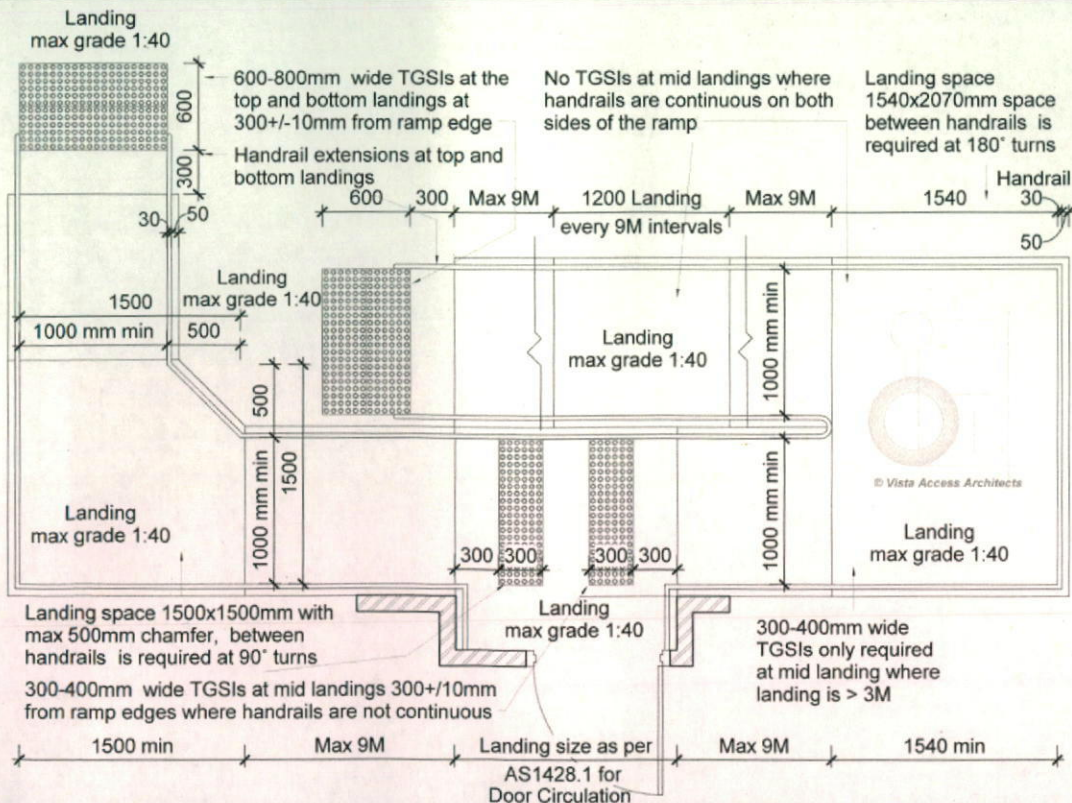 Landing
max grade 1:40
600-800mm wide TGSIs at the
top and bottom landings at
300+/-10mm from ramp edge
Handrail extensions at top and
bottom landings
No TGSIs at mid landings where
handrails are continuous on both
sides of the ramp
Landing space
1540x2070mm space
between handrails is
required at 180° turns
Handrail
600
300
30
50
600
300
Max 9M
1200 Landing
every 9M intervals
Max 9M
1540
30
50
Landing
max grade 1:40
1500
1000 mm min
500
Landing
max grade 1:40
1000 mm min
500
1500
1000 mm min
1000 mm min
© Vista Access Architects
Landing
max grade 1:40
Landing
max grade 1:40
300
300
300
300
Landing
max grade 1:40
Landing space 1500x1500mm with
max 500mm chamfer, between
handrails is required at 90° turns
300-400mm wide TGSIs at mid landings 300+/10mm
from ramp edges where handrails are not continuous
300-400mm wide
TGSIs only required
at mid landing where
landing is > 3M
1500 min
Max 9M
Landing size as per
AS1428.1 for
Door Circulation
Max 9M
1540 min